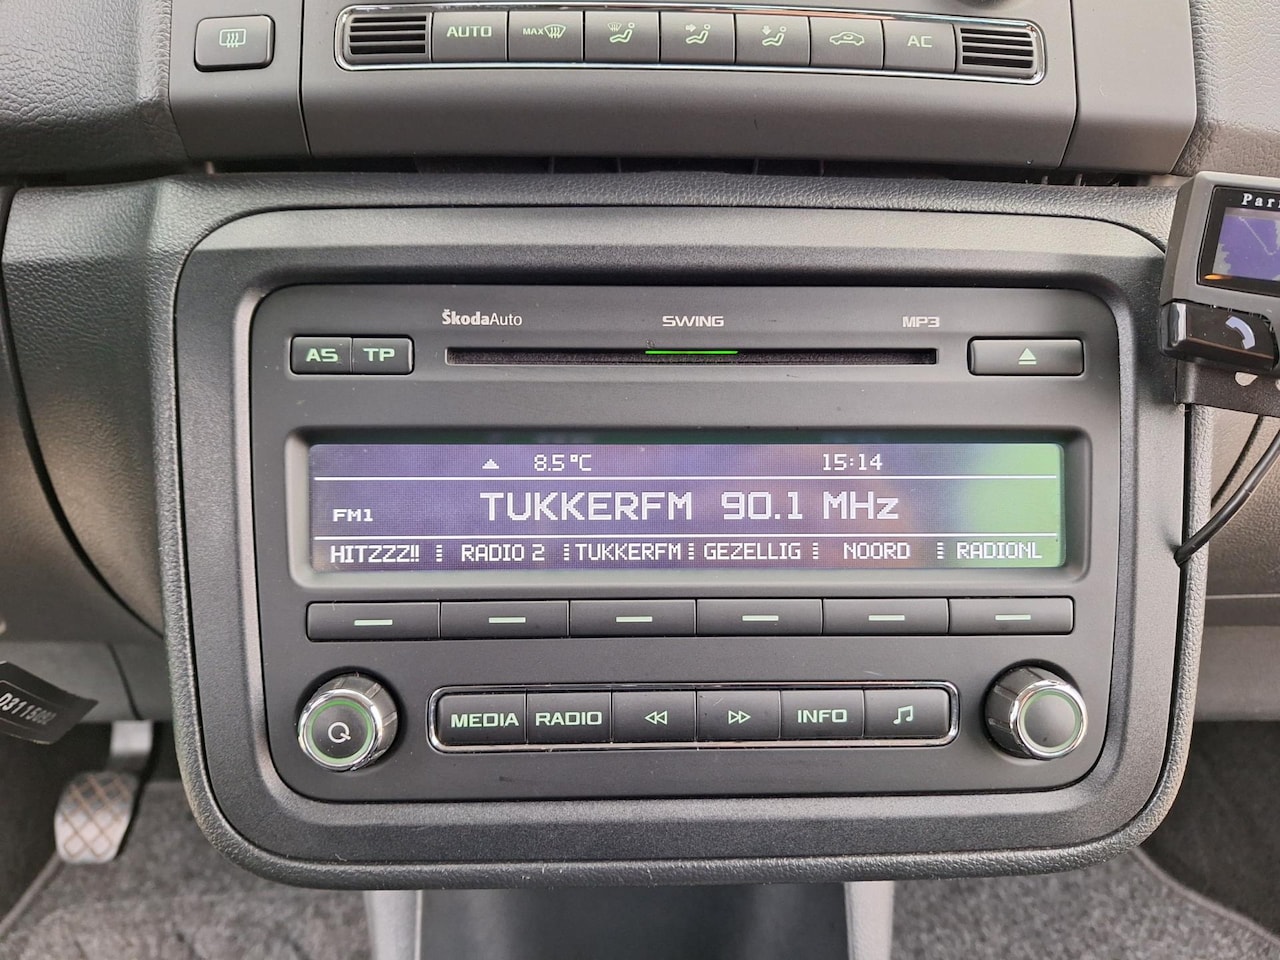 AUTO MAX AC
Pari
ŠkodaAuto SWING MP3
AS TP
8.5°C 15:14
FM1 TUKKERFM 90.1 MHz
HITZZZ!! RADIO 2 TUKKERFM GEZELLIG NOORD RADIONL
MEDIA RADIO INFO